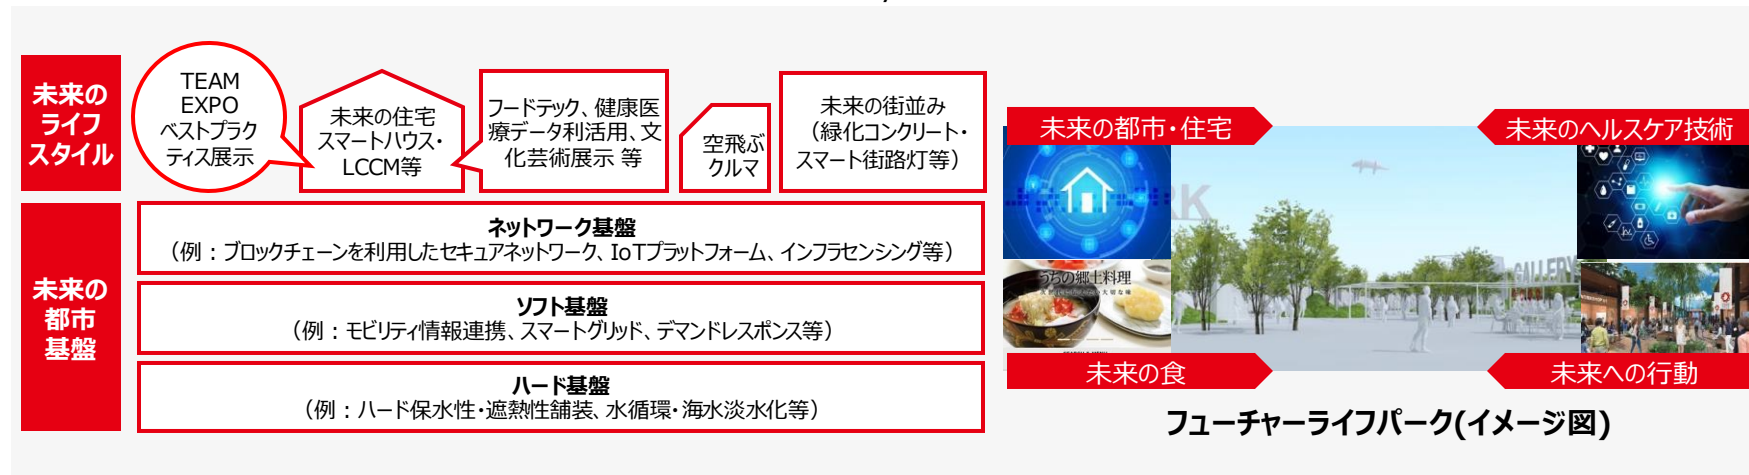 未来の
ライフ
スタイル
TEAM
EXPO
ベストプラク
ティス展示
未来の住宅
スマートハウス・
LCCM等
フードテック、健康医
療データ利活用、文
化芸術展示 等
空飛ぶ
クルマ
未来の街並み
（緑化コンクリート・
スマート街路灯等）
未来の
都市
基盤
ネットワーク基盤
（例：ブロックチェーンを利用したセキュアネットワーク、IoTプラットフォーム、インフラセンシング等）
ソフト基盤
（例：モビリティ情報連携、スマートグリッド、デマンドレスポンス等）
ハード基盤
（例：ハード保水性・遮熱性舗装、水循環・海水淡水化等）
未来の都市・住宅
未来のヘルスケア技術
RK
GALLERY
うちの郷土料理
未来の食
未来への行動
フューチャーライフパーク(イメージ図)